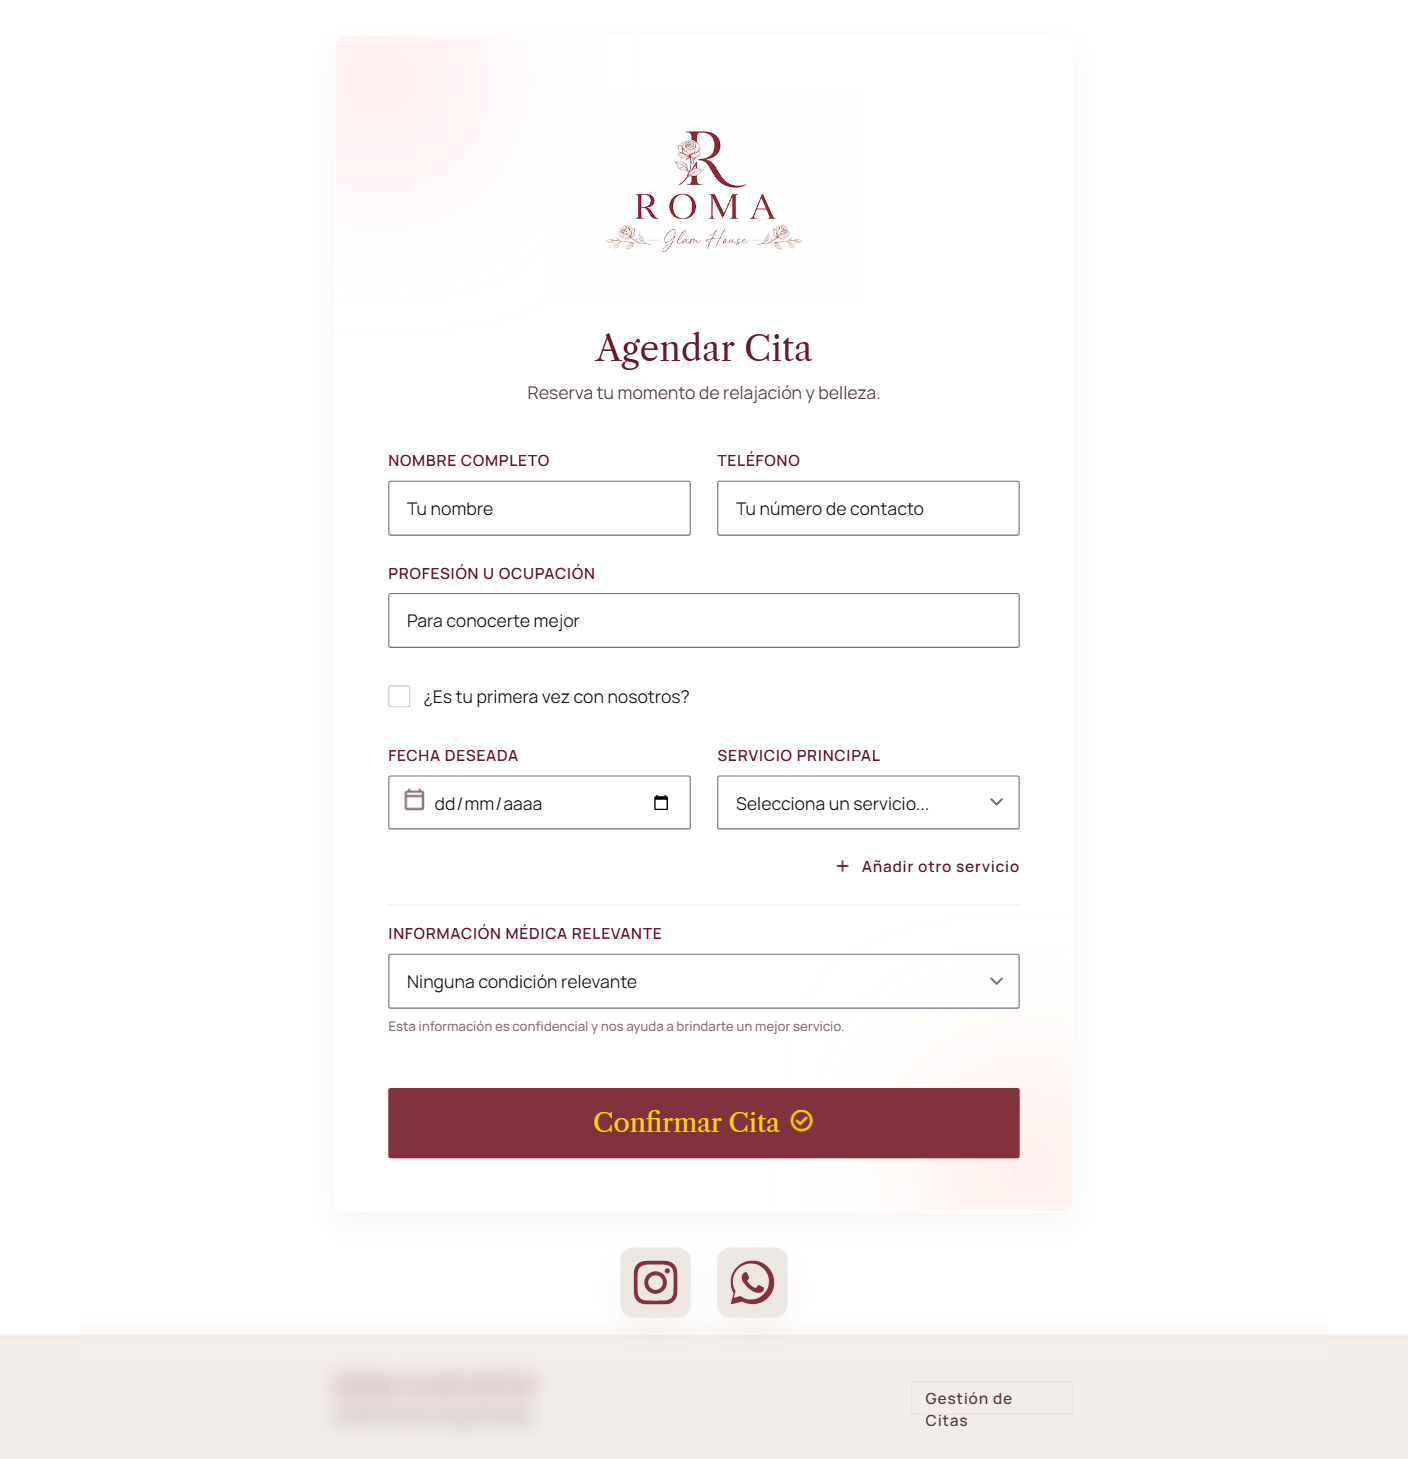 R
ROMA
Glam House
Agendar Cita
Reserva tu momento de relajación y belleza.
NOMBRE COMPLETO
TELÉFONO
Tu nombre
Tu número de contacto
PROFESIÓN U OCUPACIÓN
Para conocerte mejor
¿Es tu primera vez con nosotros?
FECHA DESEADA
SERVICIO PRINCIPAL
dd/mm/aaaa
Selecciona un servicio...
+ Añadir otro servicio
INFORMACIÓN MÉDICA RELEVANTE
Ninguna condición relevante
Esta información es confidencial y nos ayuda a brindarte un mejor servicio.
Confirmar Cita
Gestión de
Citas